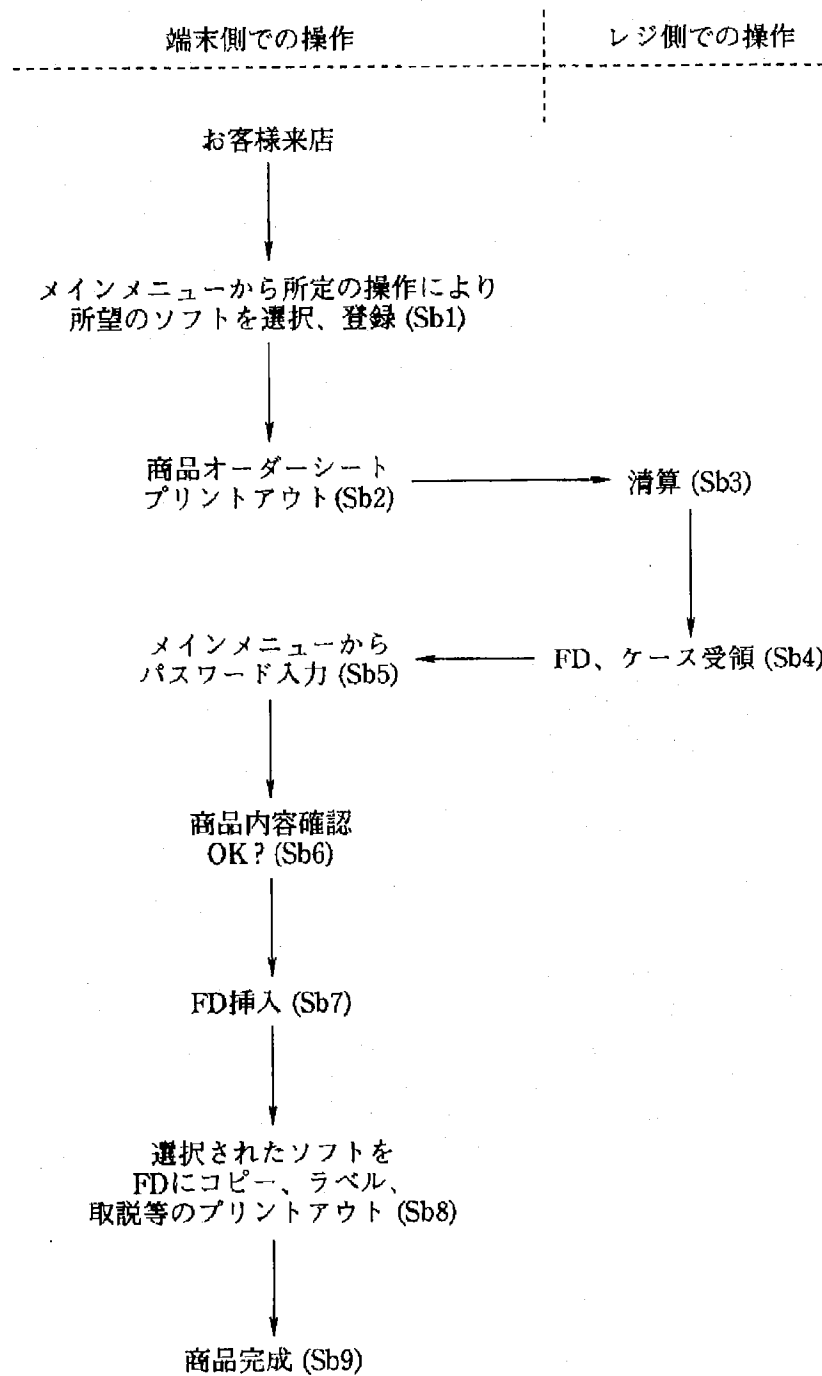 端末側での操作
レジ側での操作
お客様来店
メインメニューから所定の操作により
所望のソフトを選択、登録 (Sb1)
商品オーダーシート
プリントアウト(Sb2)
清算 (Sb3)
FD、ケース受領 (Sb4)
メインメニューから
パスワード入力 (Sb5)
商品内容確認
OK? (Sb6)
FD挿入 (Sb7)
選択されたソフトを
FDにコピー、ラベル、
取説等のプリントアウト (Sb8)
商品完成 (Sb9)